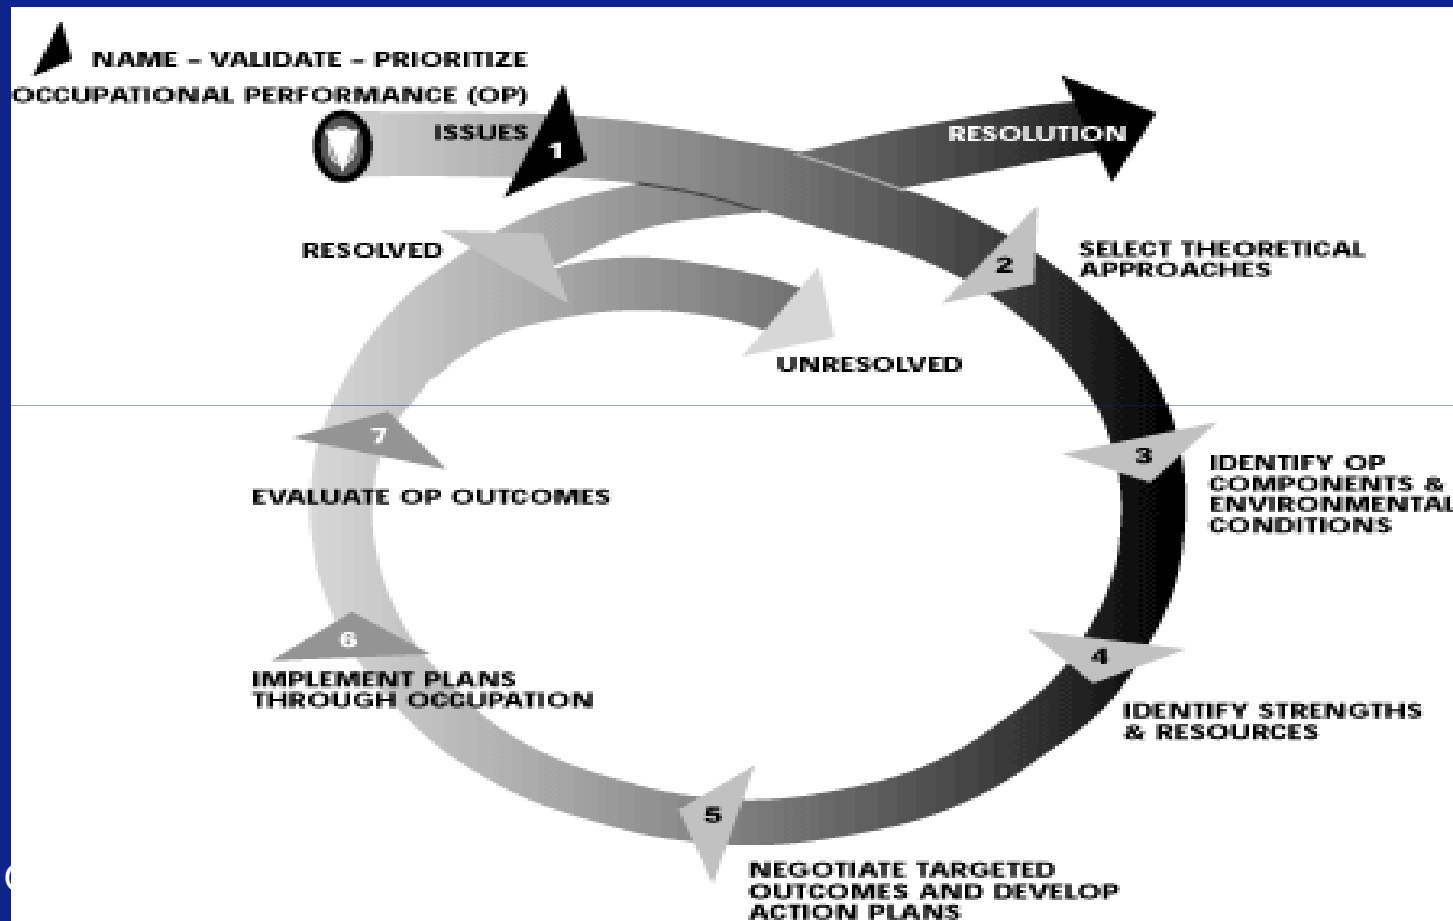 NAME – VALIDATE – PRIORITIZE
OCCUPATIONAL PERFORMANCE (OP)
ISSUES
1
RESOLUTION
RESOLVED
2
SELECT THEORETICAL
APPROACHES
UNRESOLVED
7
EVALUATE OP OUTCOMES
3
IDENTIFY OP
COMPONENTS &
ENVIRONMENTAL
CONDITIONS
6
IMPLEMENT PLANS
THROUGH OCCUPATION
4
IDENTIFY STRENGTHS
& RESOURCES
5
NEGOTIATE TARGETED
OUTCOMES AND DEVELOP
ACTION PLANS